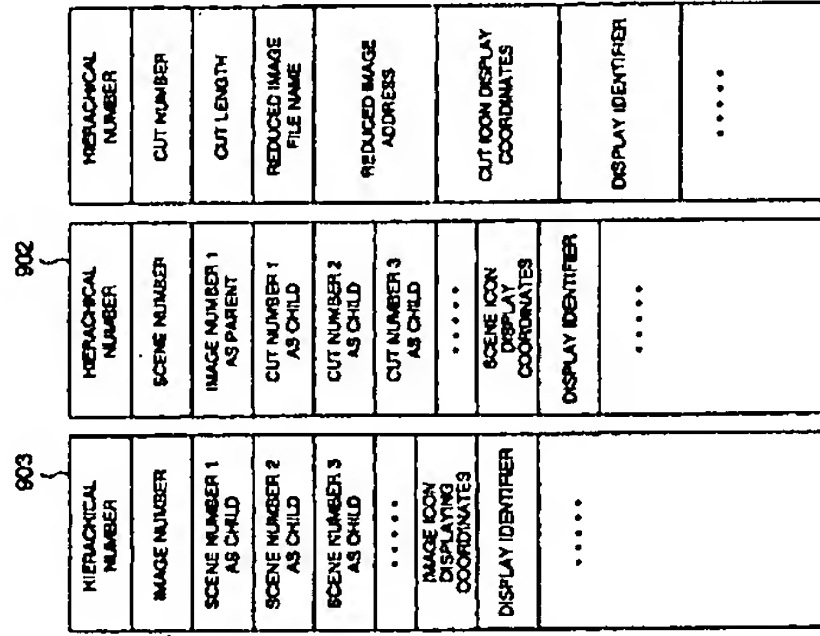 903
HIERACHICAL
NUMBER
IMAGE NUMBER
SCENE NUMBER 1
AS CHILD
SCENE NUMBER 2
AS CHILD
SCENE NUMBER 3
AS CHILD
.....
IMAGE ICON
DISPLAYING
COORDINATES
DISPLAY IDENTIFIER
.....
902
HIERACHICAL
NUMBER
SCENE NUMBER
IMAGE NUMBER 1
AS PARENT
CUT NUMBER 1
AS CHILD
CUT NUMBER 2
AS CHILD
CUT NUMBER 3
AS CHILD
.....
SCENE ICON
DISPLAY
COORDINATES
DISPLAY IDENTIFIER
.....
HIERACHICAL
NUMBER
CUT NUMBER
CUT LENGTH
REDUCED IMAGE
FILE NAME
REDUCED IMAGE
ADDRESS
CUT ICON DISPLAY
COORDINATES
DISPLAY IDENTIFIER
.....